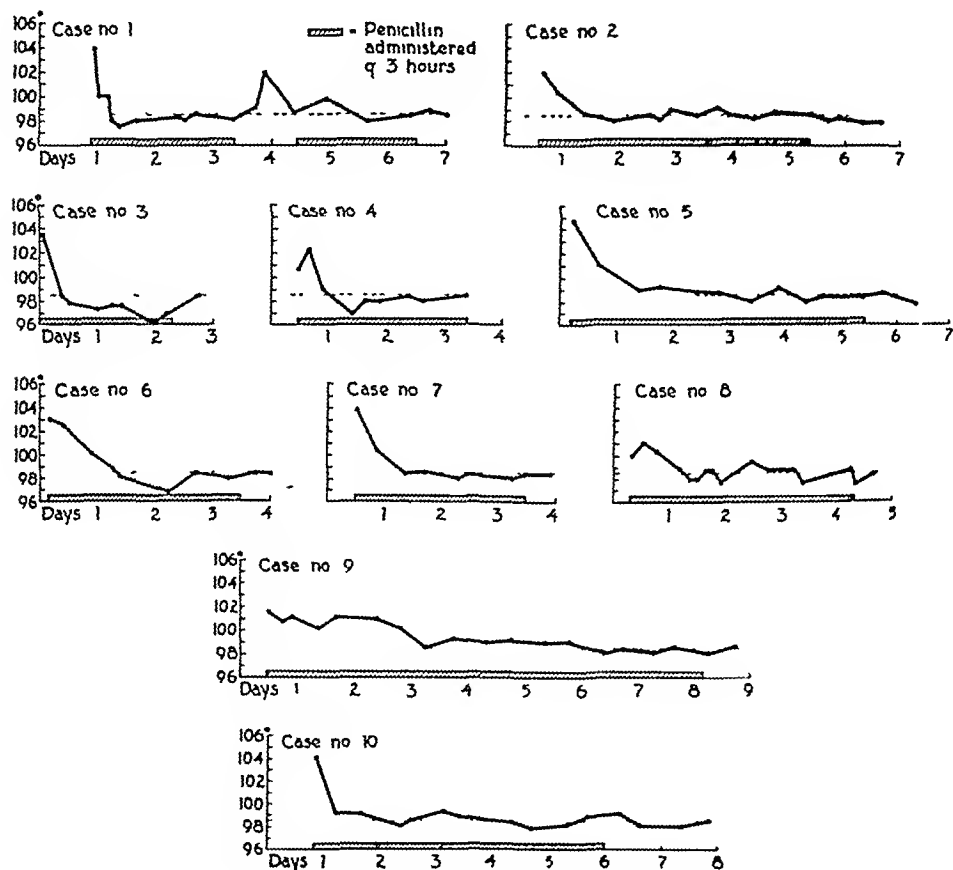 106°
104
102
100
98
96
Case no 1
Penicillin
administered
q 3 hours
Case no 2
Days 1 2 3 4 5 6 7
1 2 3 4 5 6 7
106°
104
102
100
98
96
Case no 3
Case no 4
Case no 5
Days 1 2 3
1 2 3 4
1 2 3 4 5 6 7
106°
104
102
100
98
96
Case no 6
Case no 7
Case no 8
Days 1 2 3 4
1 2 3 4
1 2 3 4 5
106°
104
102
100
98
96
Case no 9
Days 1 2 3 4 5 6 7 8 9
106°
104
102
100
98
96
Case no 10
Days 1 2 3 4 5 6 7 8